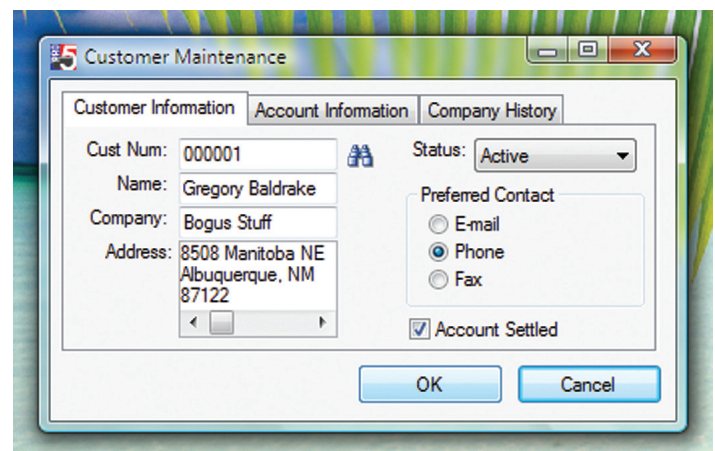 5 Customer Maintenance
Customer Information Account Information Company History
Cust Num: 000001 Status: Active
Name: Gregory Baldrake Preferred Contact
Company: Bogus Stuff E-mail
Address: 8508 Manitoba NE Phone
Albuquerque, NM Fax
87122
Account Settled
OK Cancel